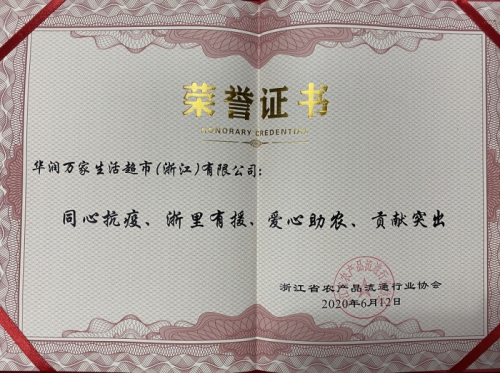 荣誉证书
HONORARY CREDENTIAL
华润万家生活超市(浙江)有限公司:
同心抗疫、浙里有援、爱心助农、贡献突出
浙江省农产品流通行业协会
2020年6月12日